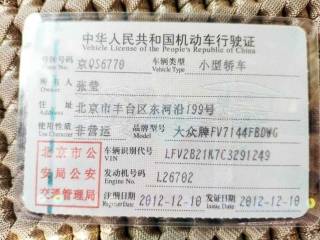 中华人民共和国机动车行驶证
Vehicle License of the People's Republic of China
号牌号码 京QS6770 车辆类型 小型轿车
Plate No. Vehicle Type
张莹
Owner
住 址 北京市丰台区东河沿199号
Address
使用性质 非营运 品牌型号 大众牌FV7144FBDWG
Use Character Model
北京市公安局公安交通管理局
车辆识别代号 LFV2B21K7C3291249
VIN
发动机号码 L26702
Engine No.
注册日期 2012-12-10 发证日期 2012-12-10
Register Date Issue Date